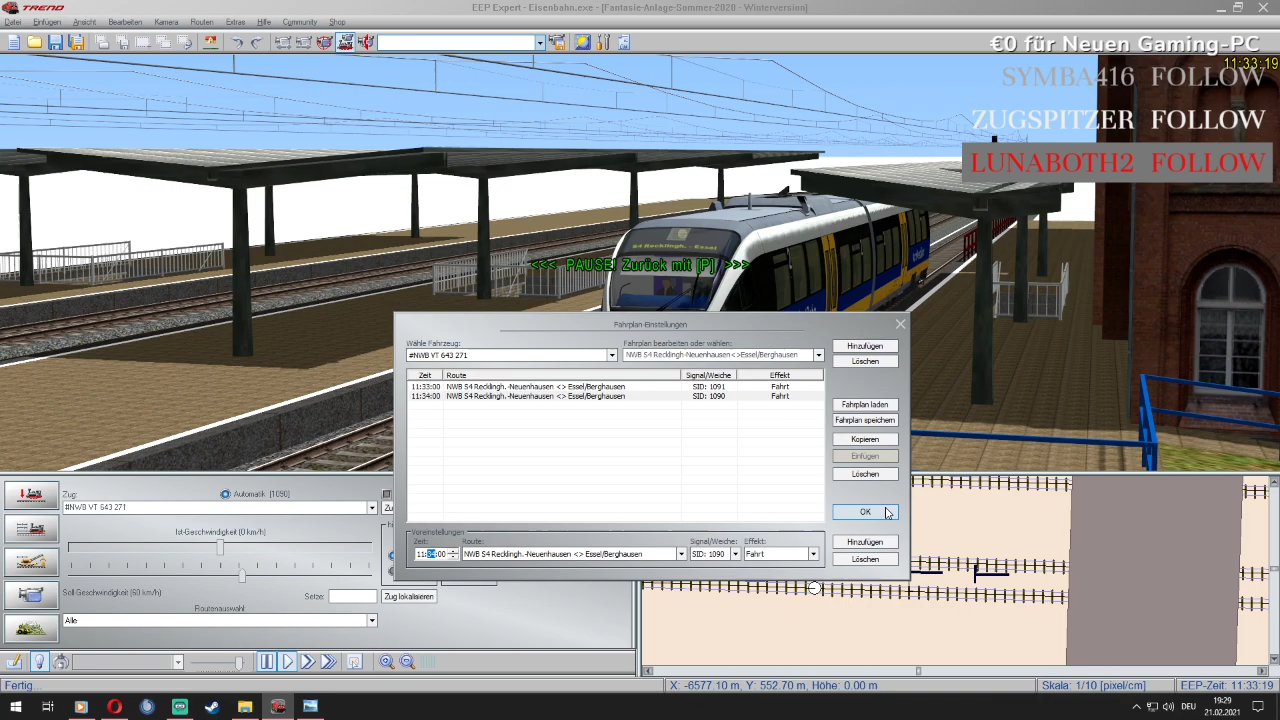 TREND
EEP Expert - Eisenbahn.exe - [Fantasie-Anlage-Sommer-2020 - Winterversion]
Datei Einfügen Ansicht Bearbeiten Kamera Routen Extras Hilfe Community Shop
€0 für Neuen Gaming-PC
11:33:19
SYMBA416 FOLLOW
ZUGSPITZER FOLLOW
LUNABOTH2 FOLLOW
S4 Recklingh. - Essel
<<< PAUSE! Zurück mit [P] >>>
Fahrplan-Einstellungen
Wähle Fahrzeug: Fahrplan bearbeiten oder wählen: Hinzufügen
#NWB VT 643 271 NWB S4 Recklingh-Neuenhausen<>Essel/Berghausen Löschen
Zeit Route Signal/Weiche Effekt
11:33:00 NWB S4 Recklingh.-Neuenhausen <> Essel/Berghausen SID: 1091 Fahrt
11:34:00 NWB S4 Recklingh.-Neuenhausen <> Essel/Berghausen SID: 1090 Fahrt
Fahrplan laden
Fahrplan speichern
Kopieren
Einfügen
Löschen
OK
Voreinstellungen
Zeit: Route: Signal/Weiche: Effekt: Hinzufügen
11:34:00 NWB S4 Recklingh.-Neuenhausen <> Essel/Berghausen SID: 1090 Fahrt Löschen
Zug: Automatik [1090]
#NWB VT 643 271
Ist-Geschwindigkeit (0 km/h)
Soll-Geschwindigkeit (60 km/h) Setze: Zug lokalisieren
Routenauswahl
Alle
Fertig... X: -6577.10 m, Y: 552.70 m, Höhe: 0.00 m Skala: 1/10 [pixel/cm] EEP-Zeit: 11:33:19
DEU 19:29
21.02.2021